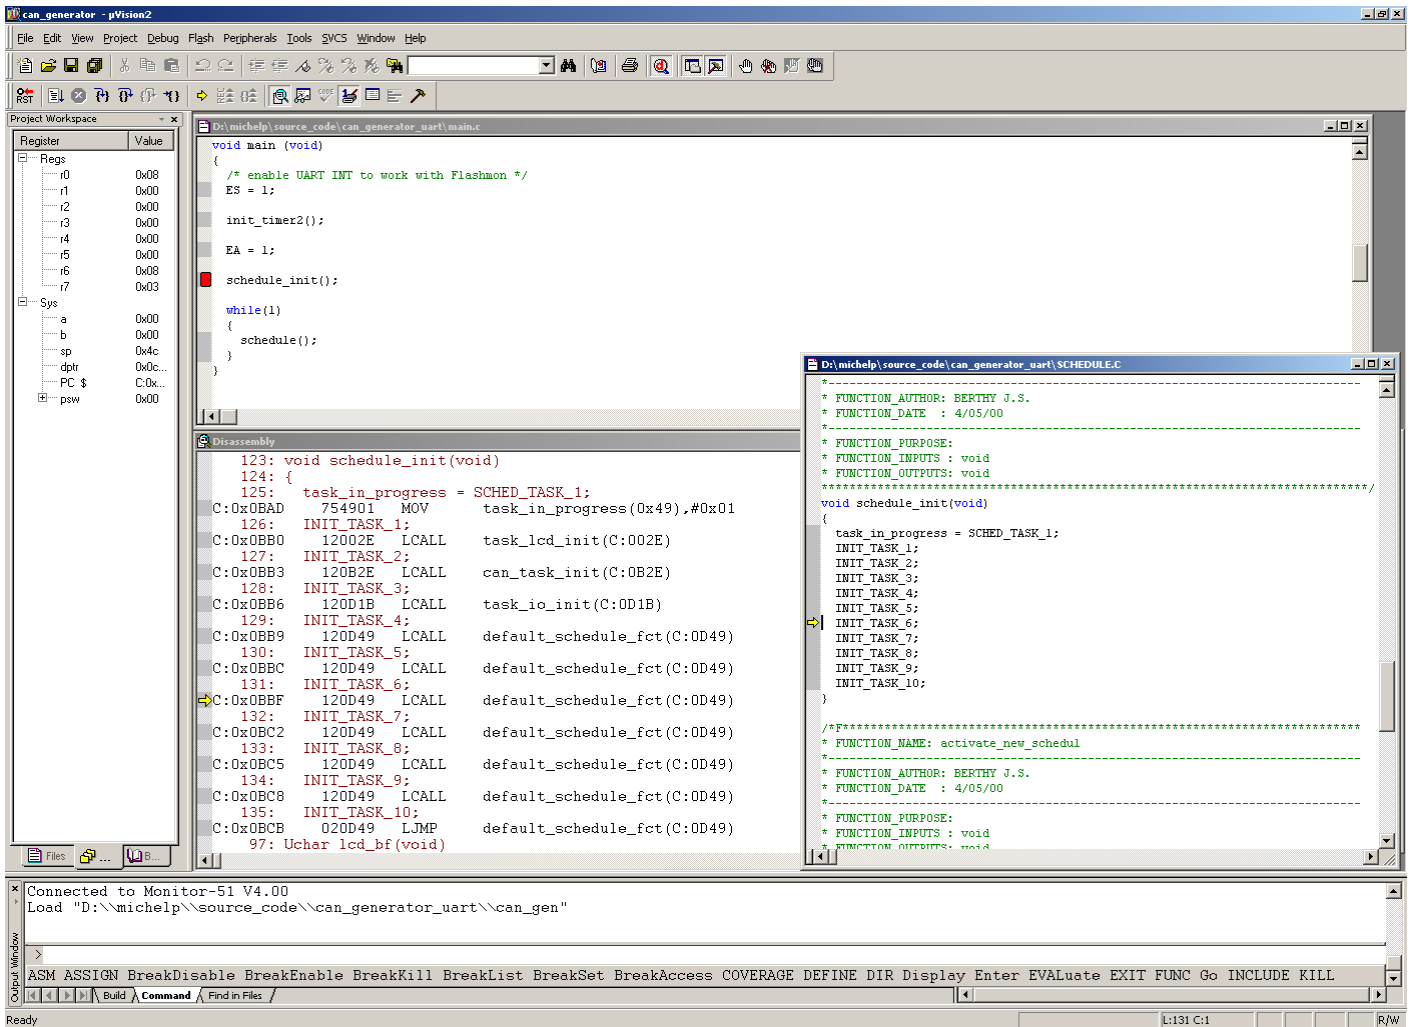 can_generator - µVision2
File Edit View Project Debug Flash Peripherals Tools SVCS Window Help
RST
CODE
Project Workspace
Register Value
Regs
r0 0x08
r1 0x00
r2 0x00
r3 0x00
r4 0x00
r5 0x00
r6 0x08
r7 0x03
Sys
a 0x00
b 0x00
sp 0x4c
dptr 0x0c...
PC $ C:0x...
psw 0x00
Files ... B...
D:\michelp\source_code\can_generator_uart\main.c
void main (void)
{
/* enable UART INT to work with Flashmon */
ES = 1;
init_timer2();
EA = 1;
schedule_init();
while(1)
{
schedule();
}
}
Disassembly
123: void schedule_init(void)
124: {
125: task_in_progress = SCHED_TASK_1;
C:0x0BAD 754901 MOV task_in_progress(0x49),#0x01
126: INIT_TASK_1;
C:0x0BB0 12002E LCALL task_lcd_init(C:002E)
127: INIT_TASK_2;
C:0x0BB3 120B2E LCALL can_task_init(C:0B2E)
128: INIT_TASK_3;
C:0x0BB6 120D1B LCALL task_io_init(C:0D1B)
129: INIT_TASK_4;
C:0x0BB9 120D49 LCALL default_schedule_fct(C:0D49)
130: INIT_TASK_5;
C:0x0BBC 120D49 LCALL default_schedule_fct(C:0D49)
131: INIT_TASK_6;
C:0x0BBF 120D49 LCALL default_schedule_fct(C:0D49)
132: INIT_TASK_7;
C:0x0BC2 120D49 LCALL default_schedule_fct(C:0D49)
133: INIT_TASK_8;
C:0x0BC5 120D49 LCALL default_schedule_fct(C:0D49)
134: INIT_TASK_9;
C:0x0BC8 120D49 LCALL default_schedule_fct(C:0D49)
135: INIT_TASK_10;
C:0x0BCB 020D49 LJMP default_schedule_fct(C:0D49)
97: Uchar lcd_bf(void)
D:\michelp\source_code\can_generator_uart\SCHEDULE.C
*----------------------------------------------------------------------------
* FUNCTION_AUTHOR: BERTHY J.S.
* FUNCTION_DATE : 4/05/00
*----------------------------------------------------------------------------
* FUNCTION_PURPOSE:
* FUNCTION_INPUTS : void
* FUNCTION_OUTPUTS: void
******************************************************************************/
void schedule_init(void)
{
task_in_progress = SCHED_TASK_1;
INIT_TASK_1;
INIT_TASK_2;
INIT_TASK_3;
INIT_TASK_4;
INIT_TASK_5;
INIT_TASK_6;
INIT_TASK_7;
INIT_TASK_8;
INIT_TASK_9;
INIT_TASK_10;
}
/*F***************************************************************************
* FUNCTION_NAME: activate_new_schedul
*----------------------------------------------------------------------------
* FUNCTION_AUTHOR: BERTHY J.S.
* FUNCTION_DATE : 4/05/00
*----------------------------------------------------------------------------
* FUNCTION_PURPOSE:
* FUNCTION_INPUTS : void
* FUNCTION_OUTPUTS: void
Output Window
Connected to Monitor-51 V4.00
Load "D:\\michelp\\source_code\\can_generator_uart\\can_gen"
>
ASM ASSIGN BreakDisable BreakEnable BreakKill BreakList BreakSet BreakAccess COVERAGE DEFINE DIR Display Enter EVALuate EXIT FUNC Go INCLUDE KILL
Build Command Find in Files
Ready L:131 C:1 R/W